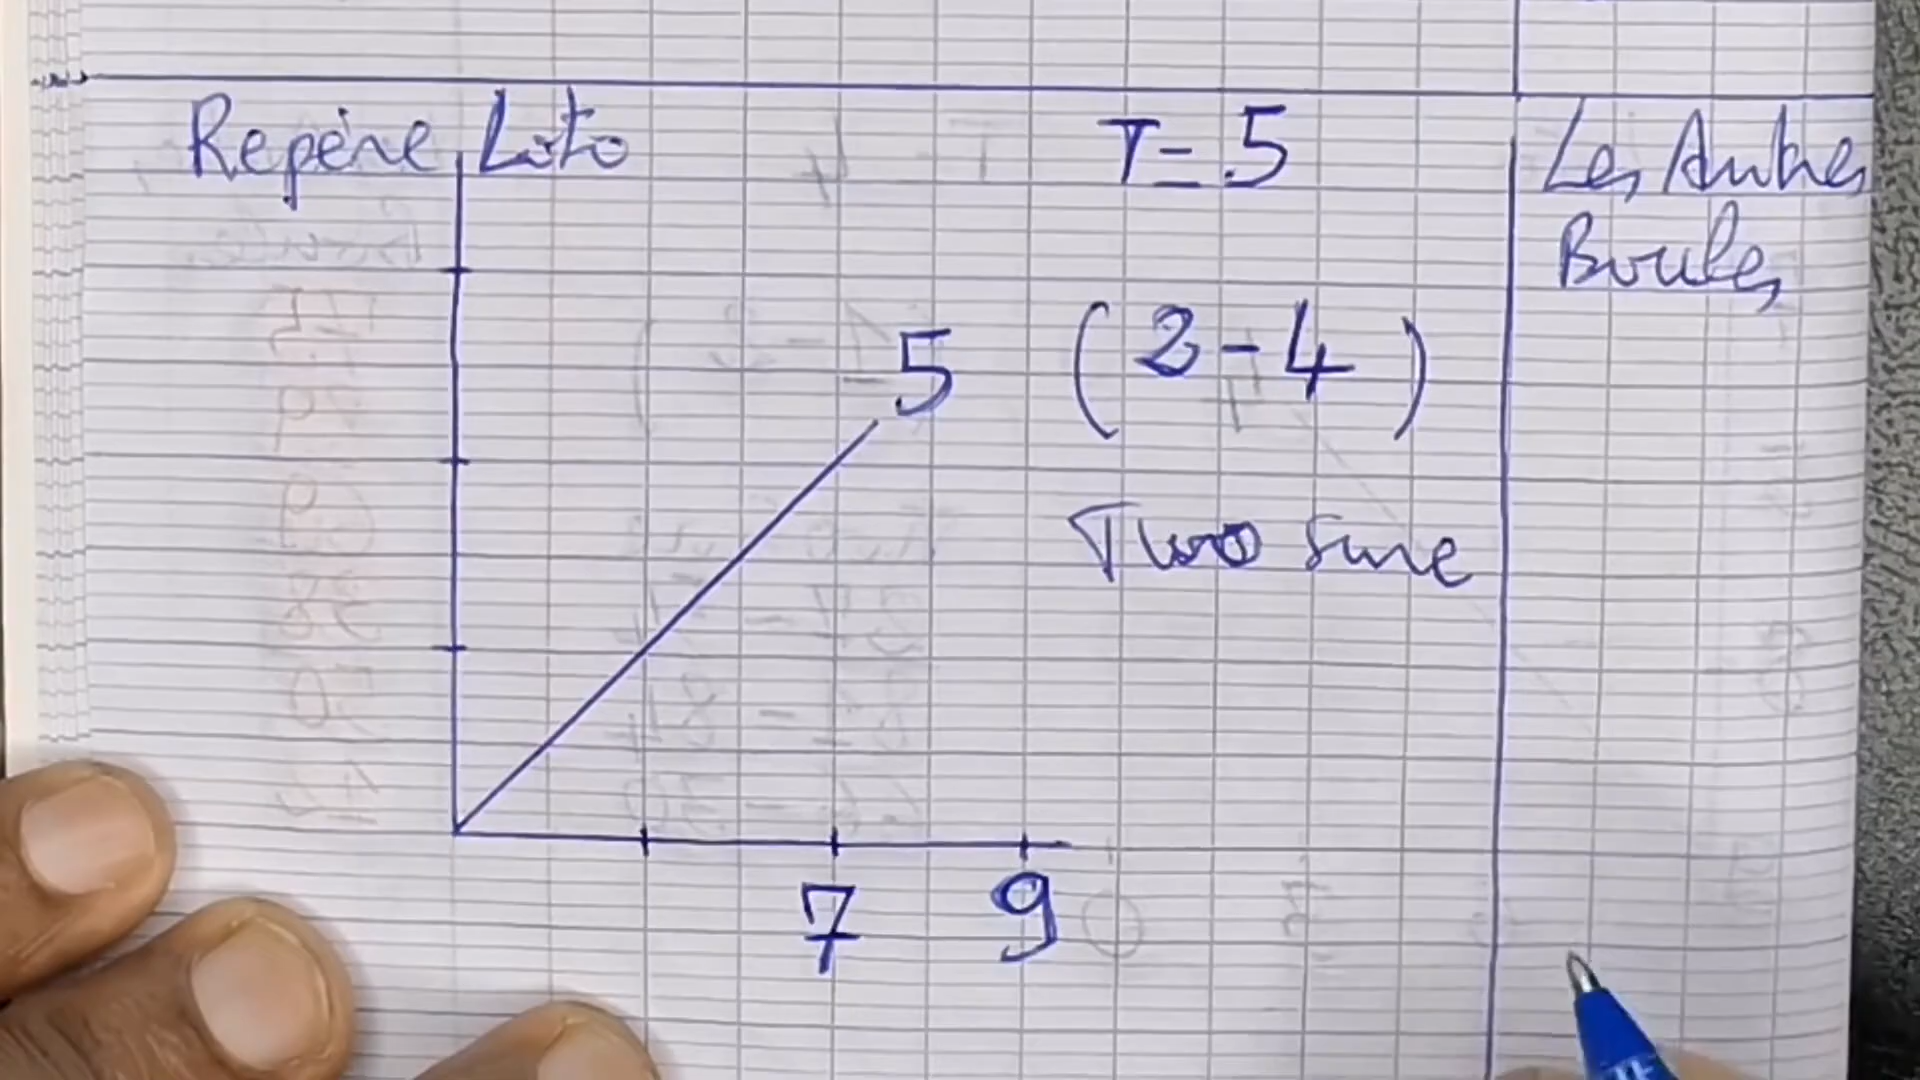 Repère Loto
T = 5
Les Autres
Boules
5 (2 - 4)
Two sure
7 9